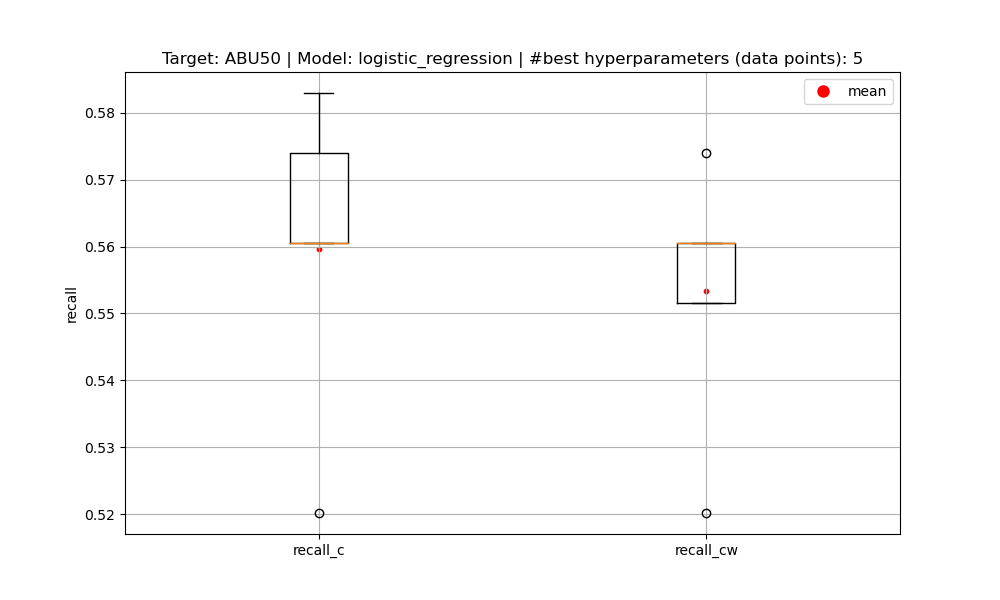 Target: ABU50 | Model: logistic_regression | #best hyperparameters (data points): 5
mean
0.58
0.57
0.56
0.55
0.54
0.53
0.52
recall
recall_c
recall_cw